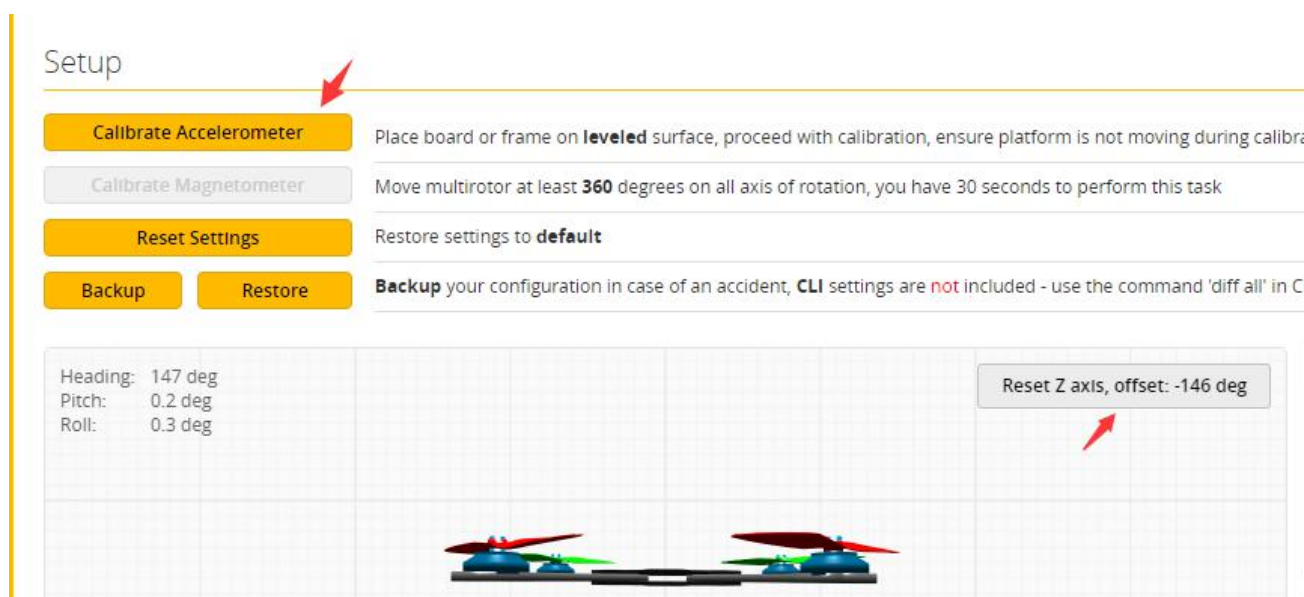 Setup
Calibrate Accelerometer
Place board or frame on leveled surface, proceed with calibration, ensure platform is not moving during calibra
Calibrate Magnetometer
Move multirotor at least 360 degrees on all axis of rotation, you have 30 seconds to perform this task
Reset Settings
Restore settings to default
Backup Restore
Backup your configuration in case of an accident, CLI settings are not included - use the command 'diff all' in C
Heading: 147 deg
Reset Z axis, offset: -146 deg
Pitch: 0.2 deg
Roll: 0.3 deg